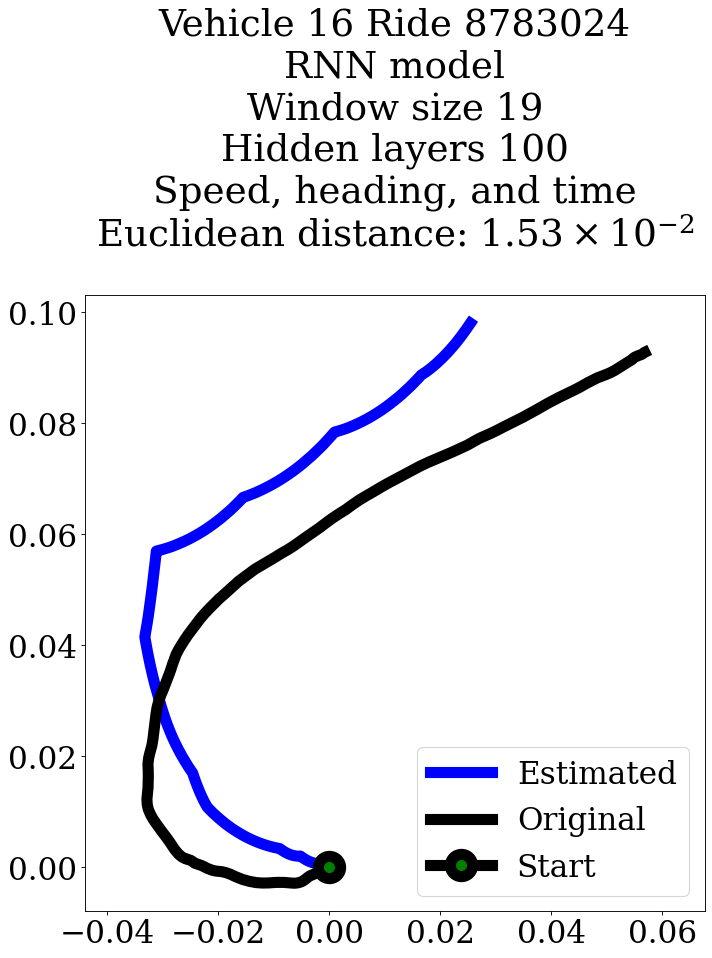 Vehicle 16 Ride 8783024
RNN model
Window size 19
Hidden layers 100
Speed, heading, and time
Euclidean distance: 1.53 × 10⁻²
0.10
0.08
0.06
0.04
0.02
0.00
Estimated
Original
Start
−0.04 −0.02 0.00 0.02 0.04 0.06